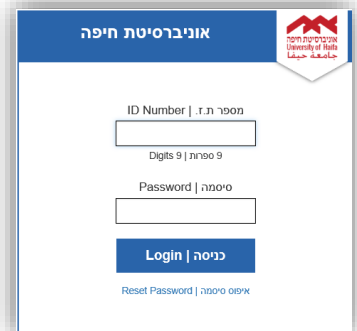 אוניברסיטת חיפה
אוניברסיטת חיפה
University of Haifa
جامعة حيفا
מספר ת.ז. | ID Number
9 ספרות | 9 Digits
סיסמה | Password
כניסה | Login
איפוס סיסמה | Reset Password